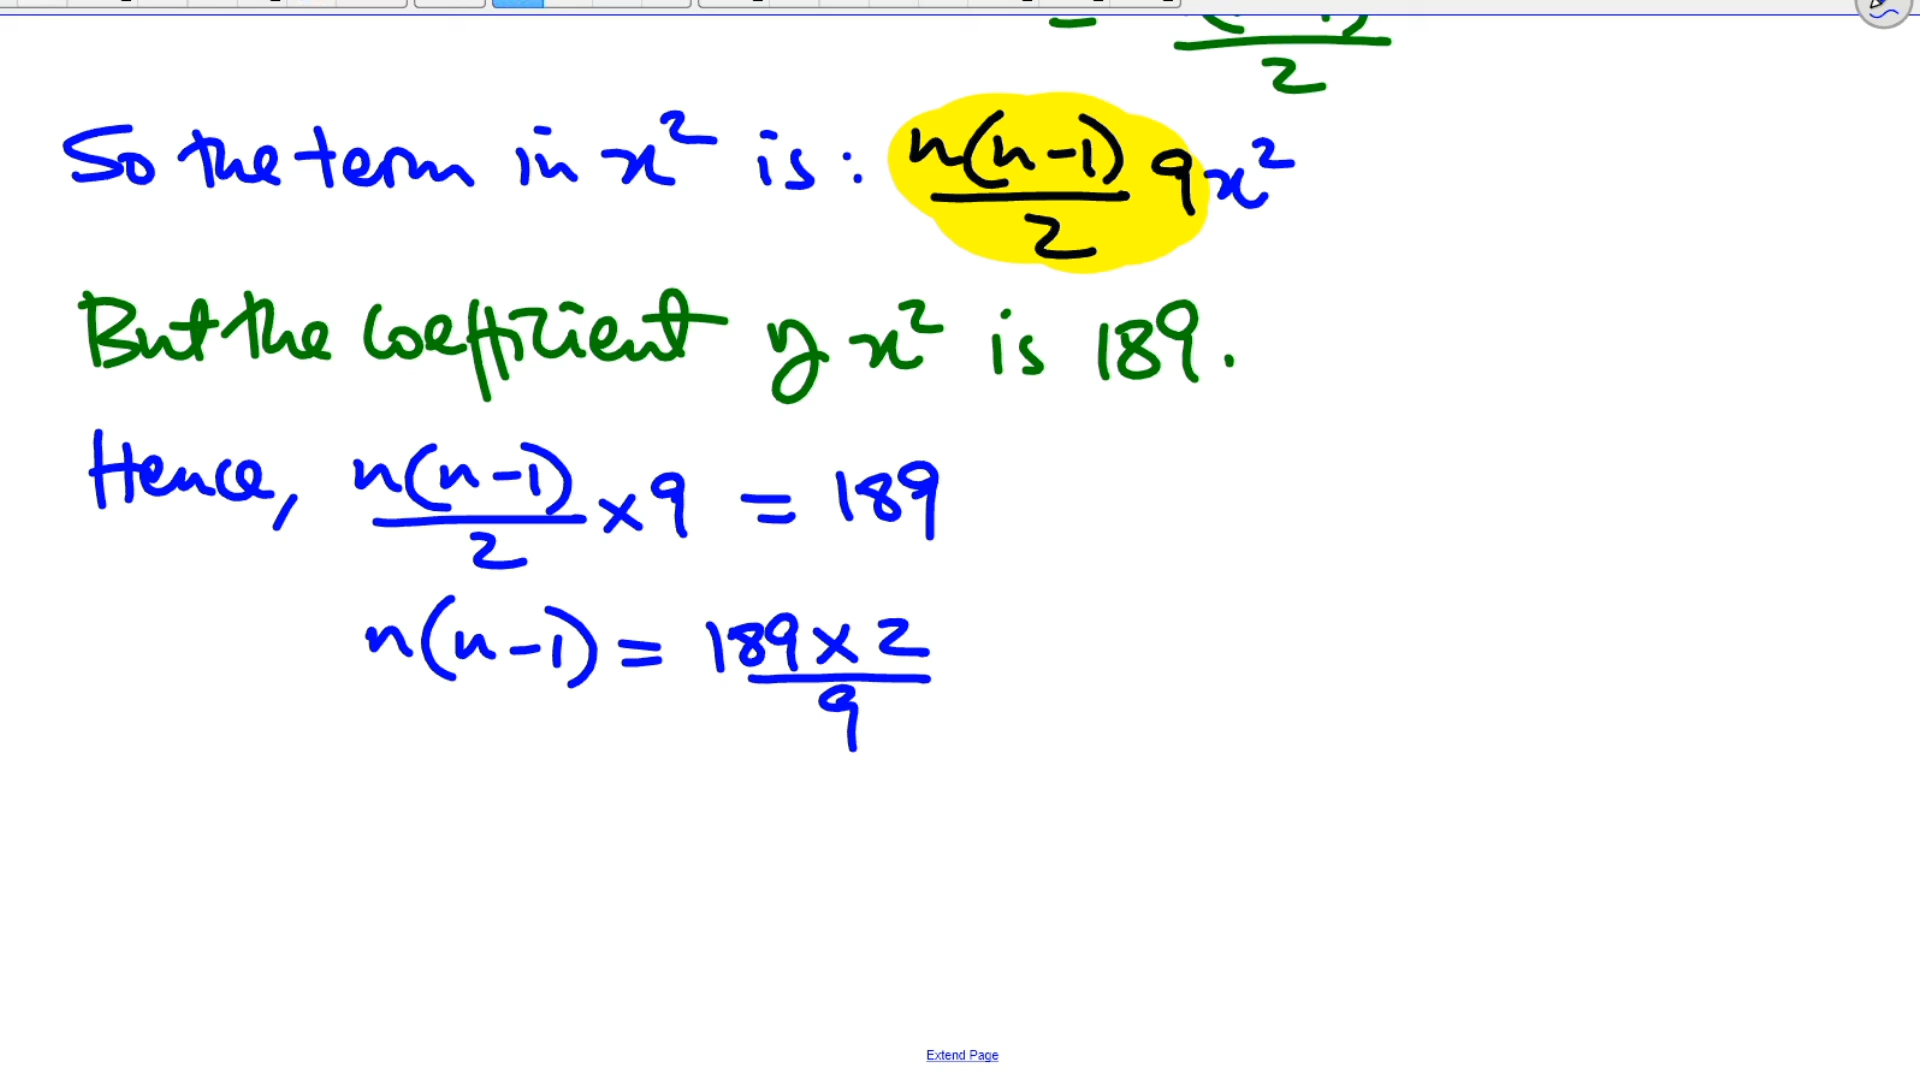 = 2
So the term in x² is : n(n-1)/2 9x²
But the coefficient of x² is 189.
Hence, n(n-1)/2 × 9 = 189
n(n-1) = 189 × 2 / 9
Extend Page